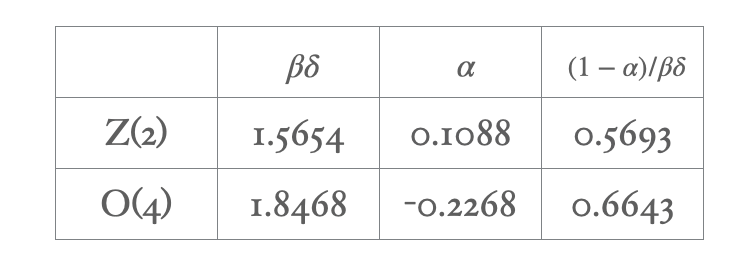 βδ α (1 − α)/βδ
Z(2) 1.5654 0.1088 0.5693
O(4) 1.8468 -0.2268 0.6643